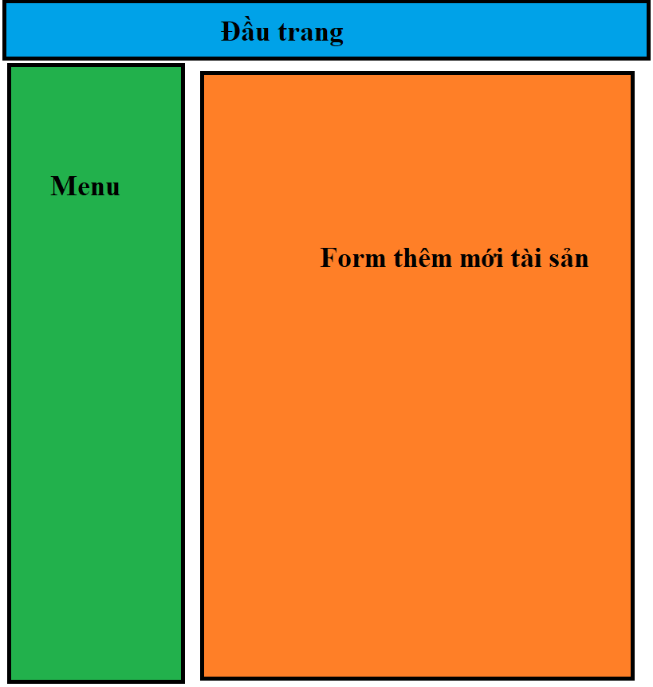 Đầu trang
Menu
Form thêm mới tài sản